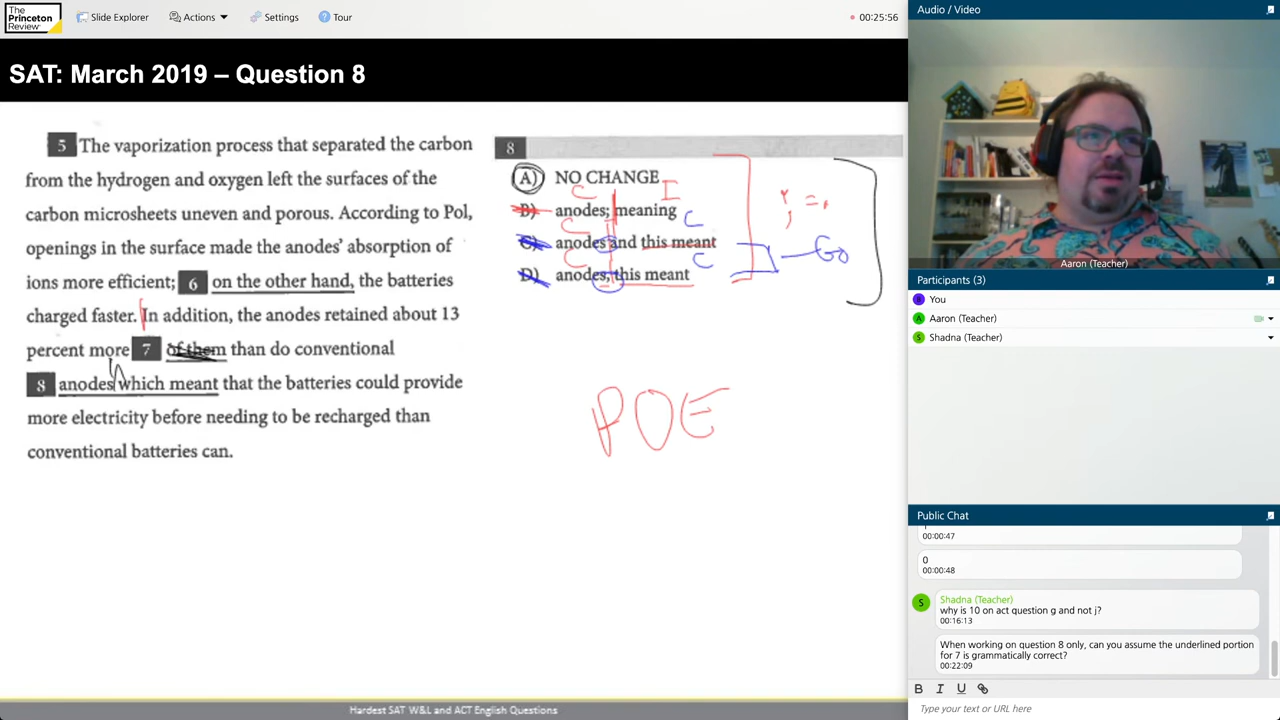 The
Princeton
Review
Slide Explorer
Actions
Settings
Tour
00:25:56
SAT: March 2019 – Question 8
5 The vaporization process that separated the carbon
from the hydrogen and oxygen left the surfaces of the
carbon microsheets uneven and porous. According to Pol,
openings in the surface made the anodes' absorption of
ions more efficient; 6 on the other hand, the batteries
charged faster. In addition, the anodes retained about 13
percent more 7 of them than do conventional
8 anodes which meant that the batteries could provide
more electricity before needing to be recharged than
conventional batteries can.
8
A) NO CHANGE
C I
B) anodes; meaning
C C
C) anodes and this meant
C C
D) anodes, this meant
; = .
Go
POE
Hardest SAT W&L and ACT English Questions
Audio / Video
Aaron (Teacher)
Participants (3)
You
A Aaron (Teacher)
S Shadna (Teacher)
Public Chat
00:00:47
0
00:00:48
S Shadna (Teacher)
why is 10 on act question g and not j?
00:16:13
When working on question 8 only, can you assume the underlined portion
for 7 is grammatically correct?
00:22:09
B I U
Type your text or URL here